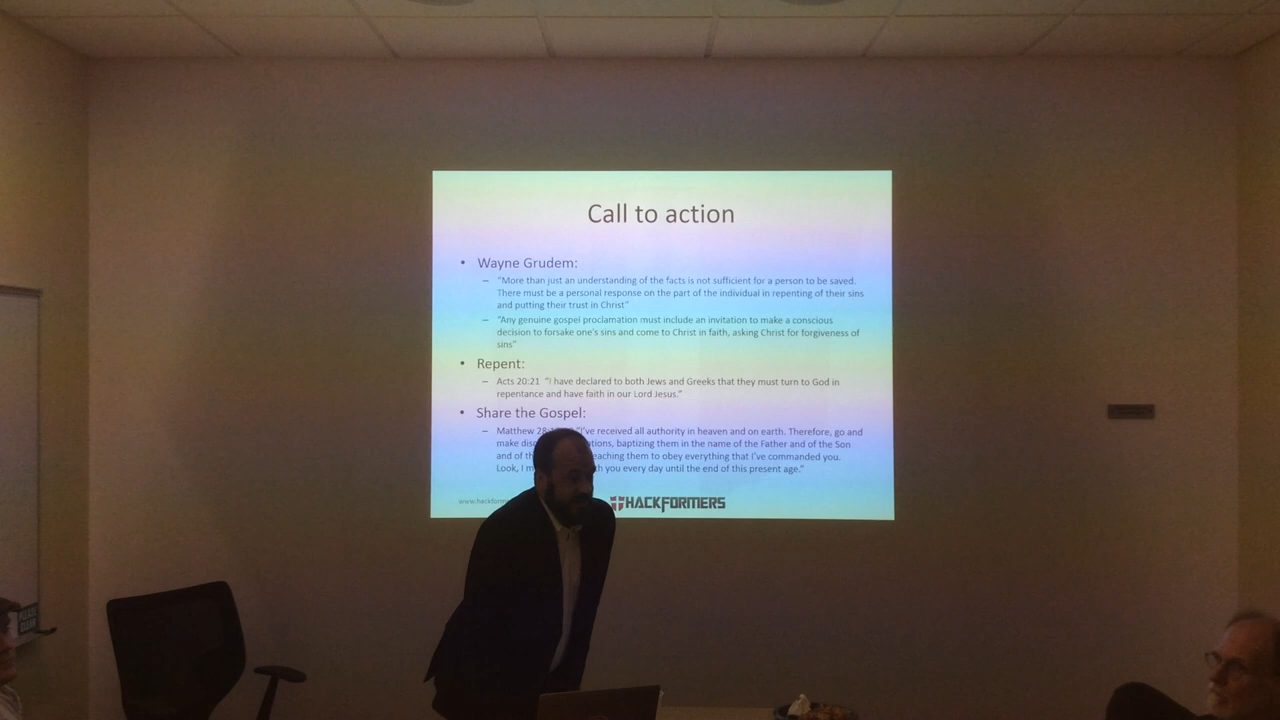 Call to action
• Wayne Grudem:
– “More than just an understanding of the facts is not sufficient for a person to be saved.
There must be a personal response on the part of the individual in repenting of their sins
and putting their trust in Christ”
– “Any genuine gospel proclamation must include an invitation to make a conscious
decision to forsake one's sins and come to Christ in faith, asking Christ for forgiveness of
sins”
• Repent:
– Acts 20:21 “I have declared to both Jews and Greeks that they must turn to God in
repentance and have faith in our Lord Jesus.”
• Share the Gospel:
– Matthew “I've received all authority in heaven and on earth. Therefore, go and
make baptizing them in the name of the Father and of the Son
and of them to obey everything that I've commanded you.
Look, I you every day until the end of this present age.”
HACKFORMERS
PLEASE